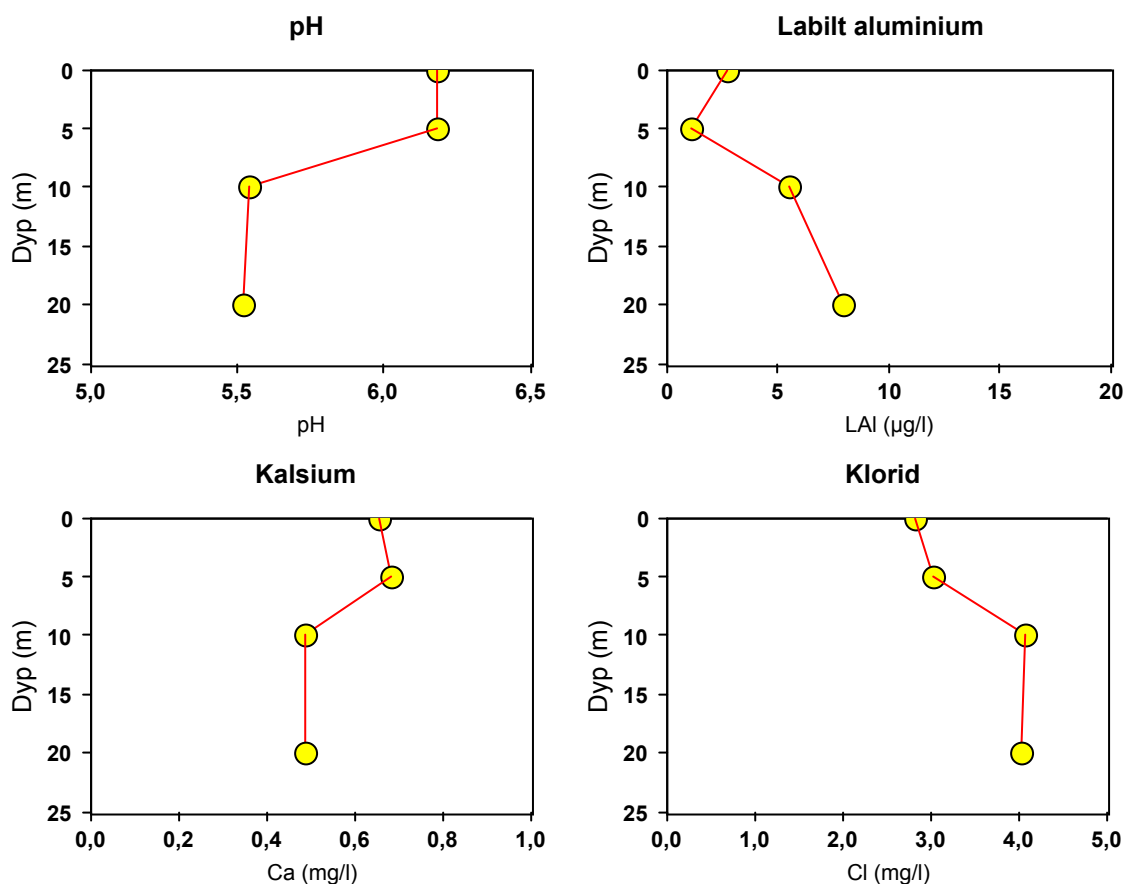 pH
0
5
10
15
20
25
Dyp (m)
5,0 5,5 6,0 6,5
pH
Labilt aluminium
0
5
10
15
20
25
Dyp (m)
0 5 10 15 20
LAl (µg/l)
Kalsium
0
5
10
15
20
25
Dyp (m)
0,0 0,2 0,4 0,6 0,8 1,0
Ca (mg/l)
Klorid
0
5
10
15
20
25
Dyp (m)
0,0 1,0 2,0 3,0 4,0 5,0
Cl (mg/l)